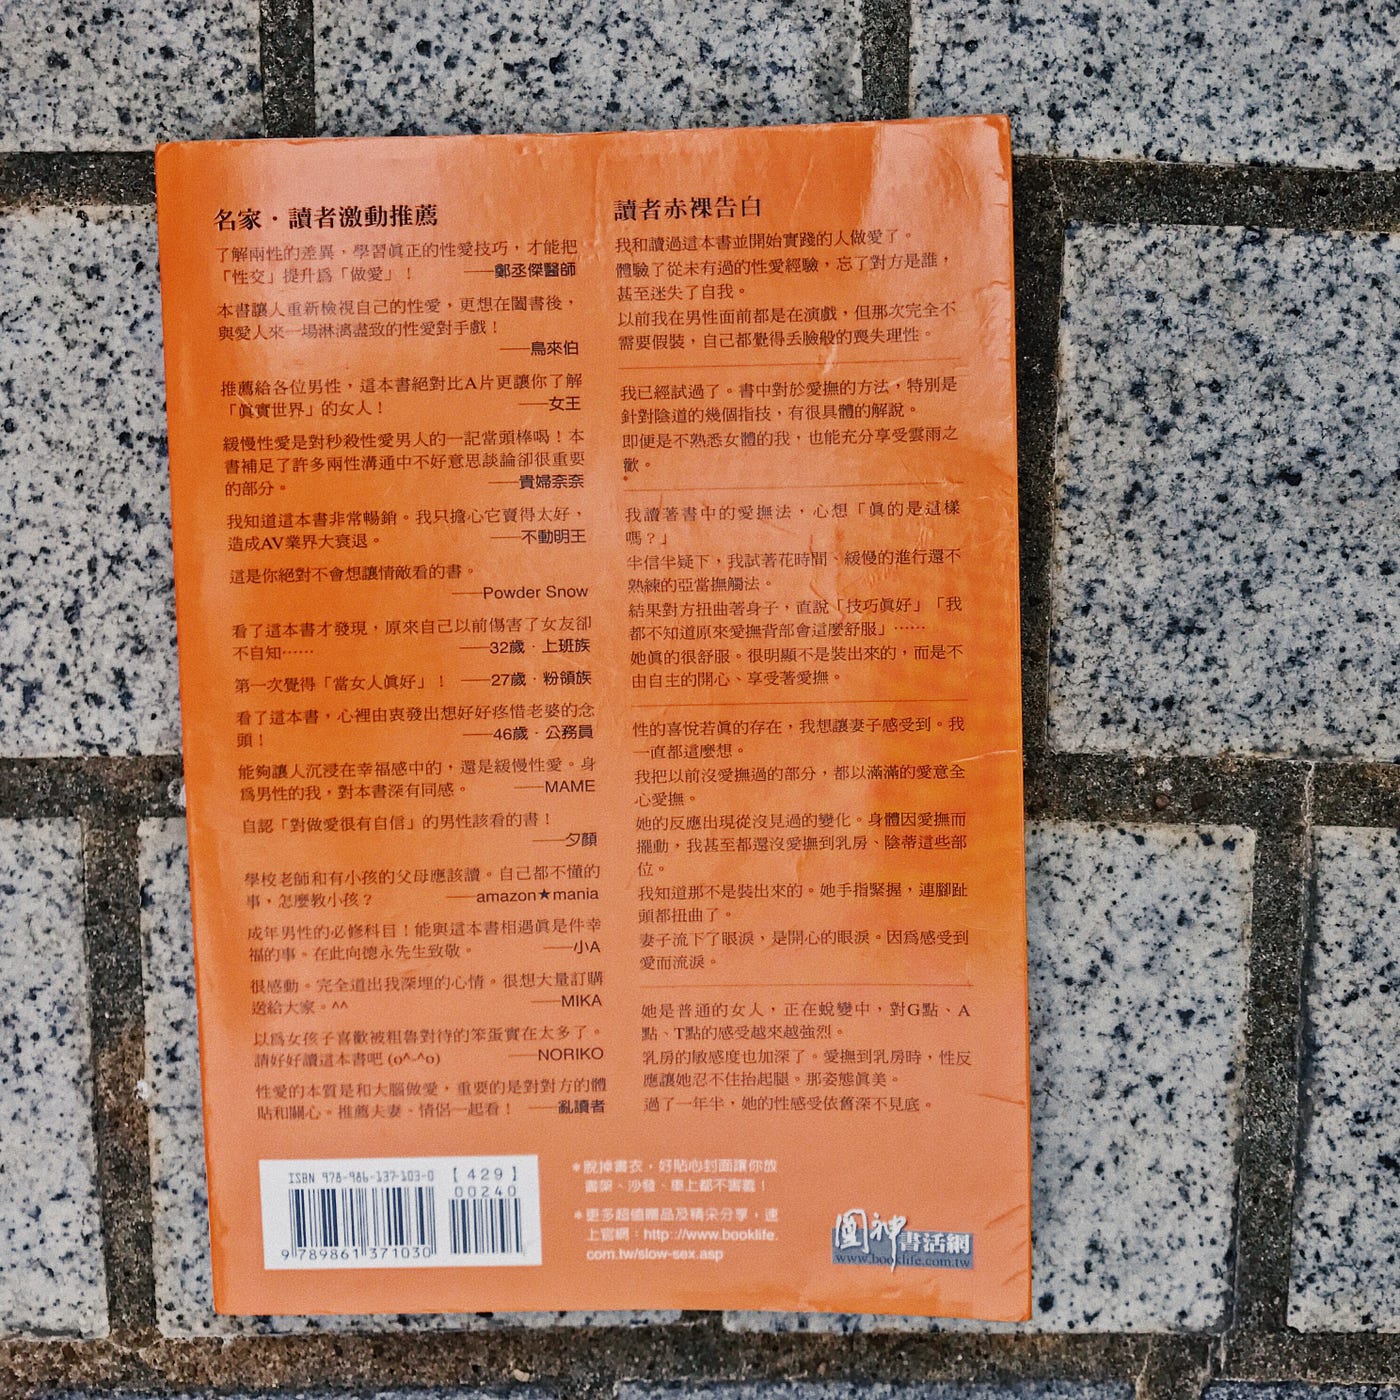 名家·讀者激動推薦
了解兩性的差異，學習真正的性愛技巧，才能把
「性交」提升為「做愛」！ ——鄭丞傑醫師
本書讓人重新檢視自己的性愛，更想在闔書後，
與愛人來一場淋漓盡致的性愛對手戲！
——鳥來伯
推薦給各位男性，這本書絕對比A片更讓你了解
「真實世界」的女人！ ——女王
緩慢性愛是對秒殺性愛男人的一記當頭棒喝！本
書補足了許多兩性溝通中不好意思談論卻很重要
的部分。 ——貴婦奈奈
我知道這本書非常暢銷。我只擔心它賣得太好，
造成AV業界大衰退。 ——不動明王
這是你絕對不會想讓情敵看的書。
——Powder Snow
看了這本書才發現，原來自己以前傷害了女友卻
不自知…… ——32歲·上班族
第一次覺得「當女人真好」！ ——27歲·粉領族
看了這本書，心裡由衷發出想好好疼惜老婆的念
頭！ ——46歲·公務員
能夠讓人沉浸在幸福感中的，還是緩慢性愛。身
為男性的我，對本書深有同感。 ——MAME
自認「對做愛很有自信」的男性該看的書！
——夕顏
學校老師和有小孩的父母應該讀。自己都不懂的
事，怎麼教小孩？ ——amazon★mania
成年男性的必修科目！能與這本書相遇真是件幸
福的事。在此向德永先生致敬。 ——小A
很感動。完全道出我深埋的心情。很想大量訂購
送給大家。^^ ——MIKA
以為女孩子喜歡被粗魯對待的笨蛋實在太多了。
請好好讀這本書吧 (o^-^o) ——NORIKO
性愛的本質是和大腦做愛，重要的是對對方的體
貼和關心。推薦夫妻、情侶一起看！ ——亂讀者
讀者赤裸告白
我和讀過這本書並開始實踐的人做愛了。
體驗了從未有過的性愛經驗，忘了對方是誰，
甚至迷失了自我。
以前我在男性面前都是在演戲，但那次完全不
需要假裝，自己都覺得丟臉般的喪失理性。
我已經試過了。書中對於愛撫的方法，特別是
針對陰道的幾個指技，有很具體的解說。
即便是不熟悉女體的我，也能充分享受雲雨之
歡。
我讀著書中的愛撫法，心想「真的是這樣
嗎？」
半信半疑下，我試著花時間、緩慢的進行還不
熟練的亞當撫觸法。
結果對方扭曲著身子，直說「技巧真好」「我
都不知道原來愛撫背部會這麼舒服」……
她真的很舒服。很明顯不是裝出來的，而是不
由自主的開心、享受著愛撫。
性的喜悅若真的存在，我想讓妻子感受到。我
一直都這麼想。
我把以前沒愛撫過的部分，都以滿滿的愛意全
心愛撫。
她的反應出現從沒見過的變化。身體因愛撫而
擺動，我甚至都還沒愛撫到乳房、陰蒂這些部
位。
我知道那不是裝出來的。她手指緊握，連腳趾
頭都扭曲了。
妻子流下了眼淚，是開心的眼淚。因為感受到
愛而流淚。
她是普通的女人，正在蛻變中，對G點、A
點、T點的感受越來越強烈。
乳房的敏感度也加深了。愛撫到乳房時，性反
應讓她忍不住抬起腿。那姿態真美。
過了一年半，她的性感受依舊深不見底。
ISBN 978-986-137-103-0 【429】
00240
9 789861 371030
*脫掉書衣，好貼心封面讓你放
書架、沙發、車上都不害羞！
*更多超值贈品及精采分享，速
上官網：http://www.booklife.
com.tw/slow-sex.asp
圓神書活網
www.booklife.com.tw